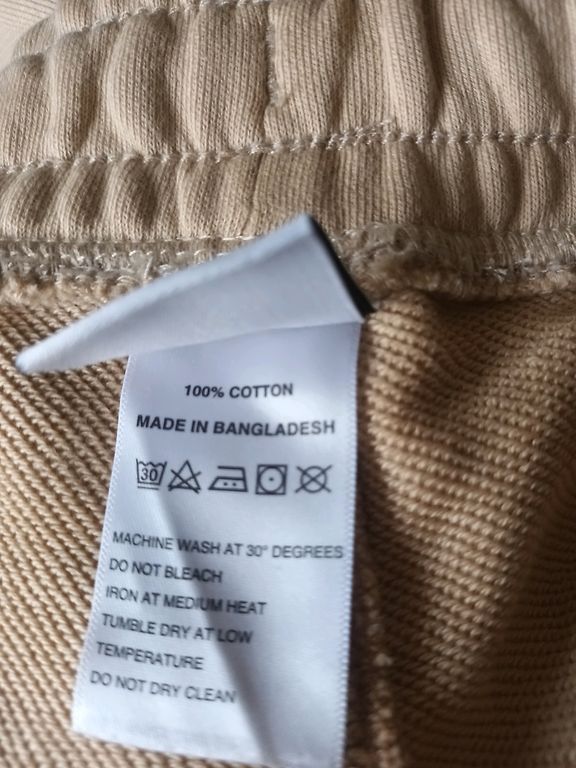 100% COTTON
MADE IN BANGLADESH
30
MACHINE WASH AT 30° DEGREES
DO NOT BLEACH
IRON AT MEDIUM HEAT
TUMBLE DRY AT LOW
TEMPERATURE
DO NOT DRY CLEAN